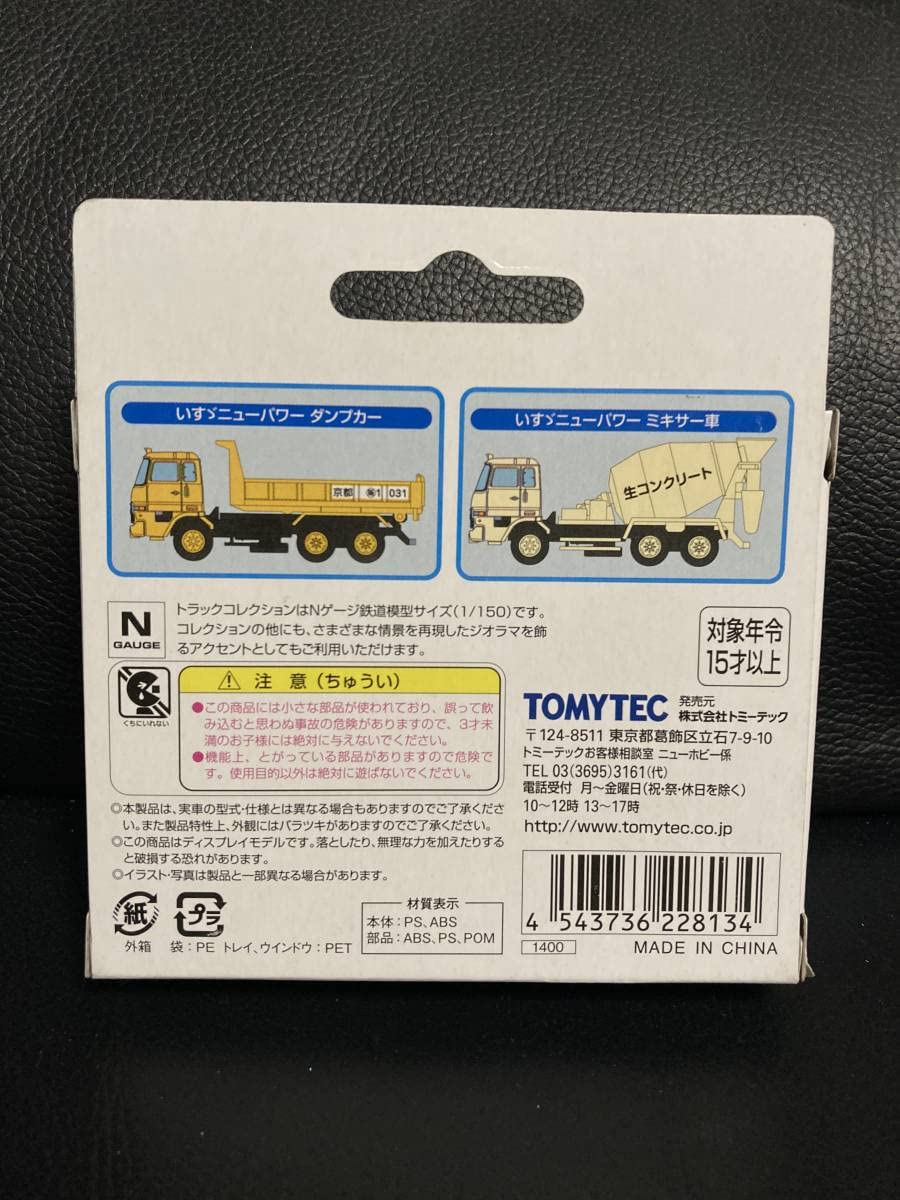 いすゞニューパワー ダンプカー
京都 1 031
いすゞニューパワー ミキサー車
生コンクリート
N
GAUGE
トラックコレクションはNゲージ鉄道模型サイズ(1/150)です。
コレクションの他にも、さまざまな情景を再現したジオラマを飾
るアクセントとしてもご利用いただけます。
対象年令
15才以上
くちにいれない
注 意(ちゅうい)
●この商品には小さな部品が使われており、誤って飲
み込むと思わぬ事故の危険がありますので、3才未
満のお子様には絶対に与えないでください。
●機能上、とがっている部品がありますので危険で
す。使用目的以外は絶対に遊ばないでください。
TOMYTEC 発売元
株式会社トミーテック
〒124-8511 東京都葛飾区立石7-9-10
トミーテックお客様相談室 ニューホビー係
TEL 03(3695)3161(代)
電話受付 月〜金曜日(祝・祭・休日を除く)
10〜12時 13〜17時
http://www.tomytec.co.jp
◎本製品は、実車の型式・仕様とは異なる場合もありますのでご了承くださ
い。また製品特性上、外観にはバラツキがありますのでご了承ください。
◎この商品はディスプレイモデルです。落としたり、無理な力を加えたりする
と破損する恐れがあります。
◎イラスト・写真は製品と一部異なる場合があります。
紙
外箱
プラ
袋:PE トレイ、ウインドウ:PET
材質表示
本体:PS、ABS
部品:ABS、PS、POM
4 543736 228134
1400
MADE IN CHINA